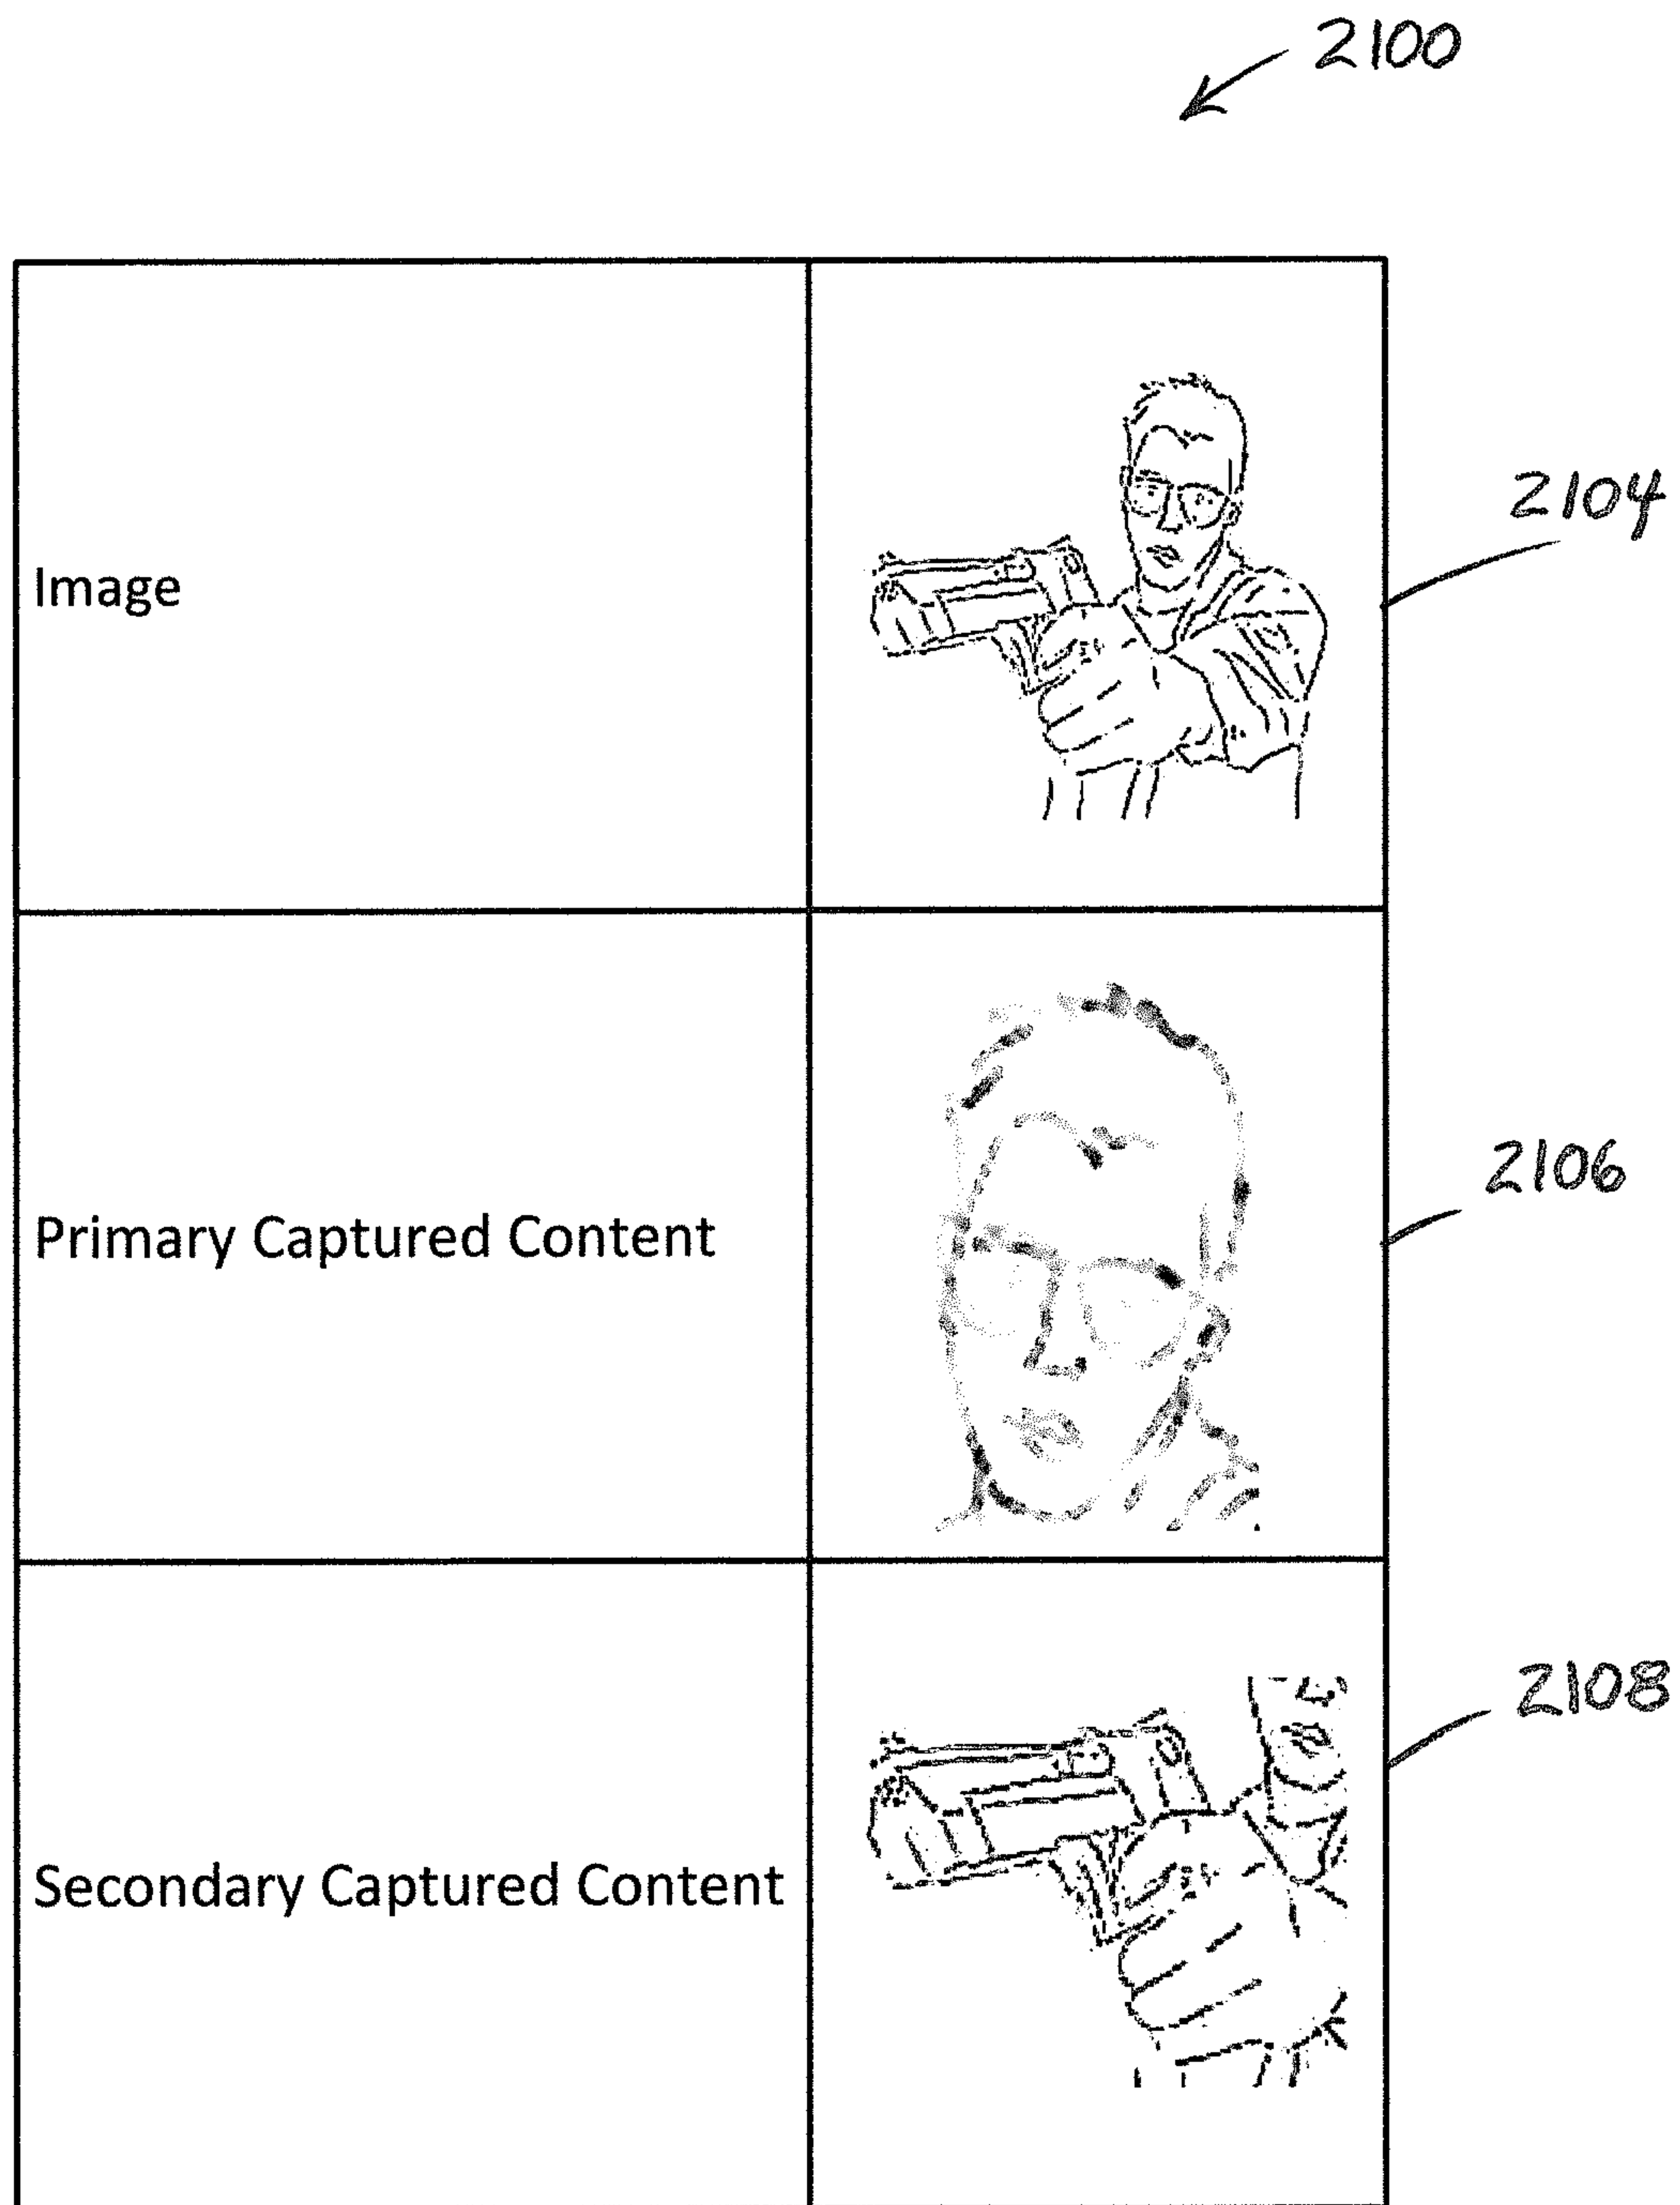 2100
Image
2104
Primary Captured Content
2106
Secondary Captured Content
2108